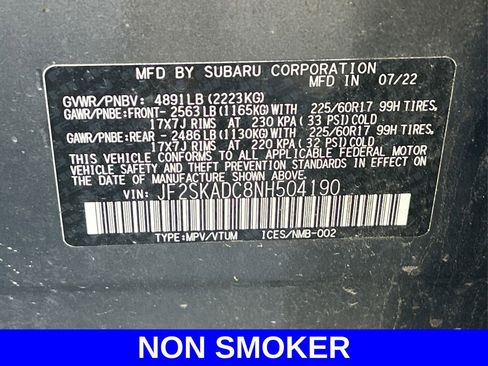 MFD BY SUBARU CORPORATION
MFD IN 07/22
GVWR/PNBV: 4891LB (2223KG)
GAWR/PNBE:FRONT- 2563LB (1165KG)WITH 225/60R17 99H TIRES,
17X7J RIMS AT 230 KPA ( 33 PSI)COLD
GAWR/PNBE:REAR - 2486LB (1130KG)WITH 225/60R17 99H TIRES,
17X7J RIMS AT 220 KPA ( 32 PSI)COLD
THIS VEHICLE CONFORMS TO ALL APPLICABLE FEDERAL MOTOR
VEHICLE SAFETY AND THEFT PREVENTION STANDARDS IN EFFECT
ON THE DATE OF MANUFACTURE SHOWN ABOVE.
VIN: JF2SKADC8NH504190
TYPE:MPV/VTUM ICES/NMB-002
NON SMOKER